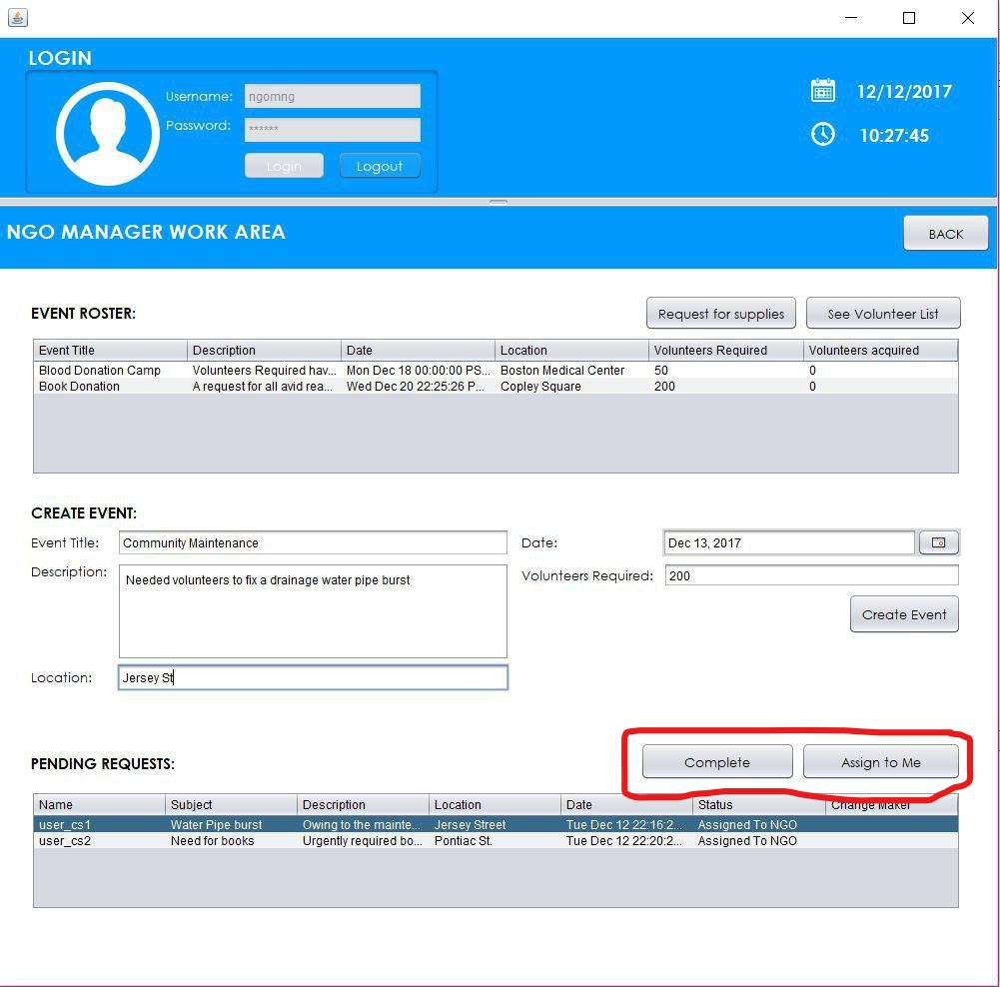 LOGIN
Username: ngomng
Password: ******
Login Logout
12/12/2017
10:27:45
NGO MANAGER WORK AREA BACK
EVENT ROSTER: Request for supplies See Volunteer List
Event Title Description Date Location Volunteers Required Volunteers acquired
Blood Donation Camp Volunteers Required hav... Mon Dec 18 00:00:00 PS... Boston Medical Center 50 0
Book Donation A request for all avid rea... Wed Dec 20 22:25:26 P... Copley Square 200 0
CREATE EVENT:
Event Title: Community Maintenance Date: Dec 13, 2017
Description: Needed volunteers to fix a drainage water pipe burst Volunteers Required: 200
Create Event
Location: Jersey St
PENDING REQUESTS: Complete Assign to Me
Name Subject Description Location Date Status Change Maker
user_cs1 Water Pipe burst Owing to the mainte... Jersey Street Tue Dec 12 22:16:2... Assigned To NGO
user_cs2 Need for books Urgently required bo... Pontiac St. Tue Dec 12 22:20:2... Assigned To NGO